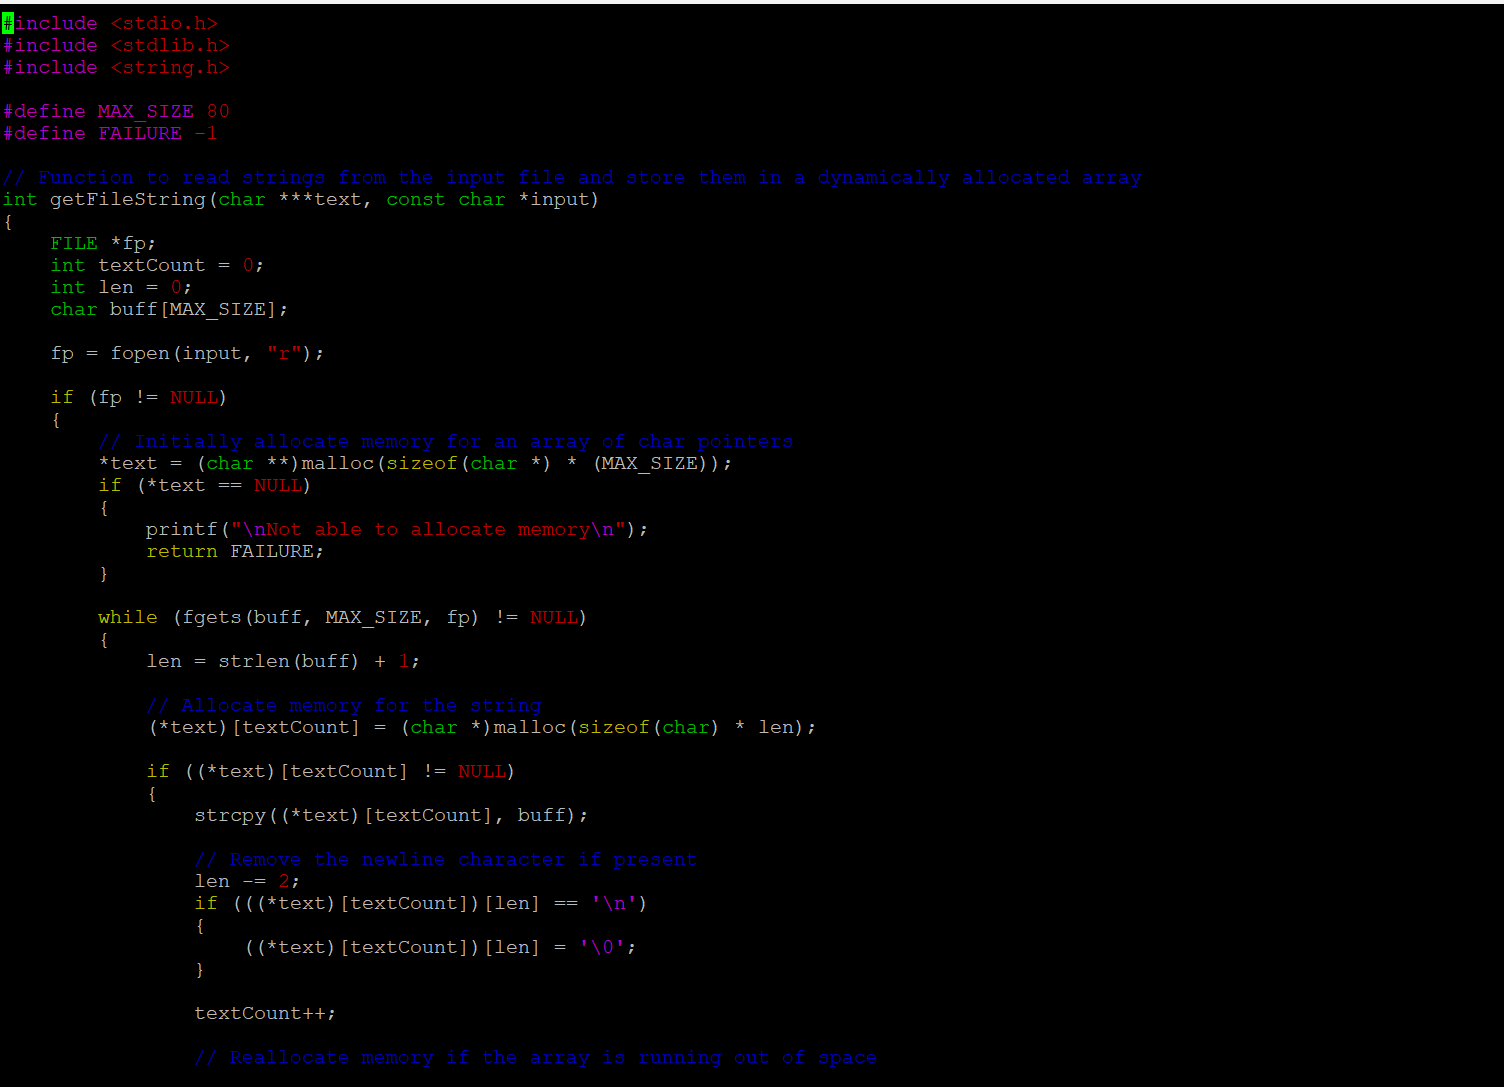 #include <stdio.h>
#include <stdlib.h>
#include <string.h>

#define MAX_SIZE 80
#define FAILURE -1

// Function to read strings from the input file and store them in a dynamically allocated array
int getFileString(char ***text, const char *input)
{
    FILE *fp;
    int textCount = 0;
    int len = 0;
    char buff[MAX_SIZE];

    fp = fopen(input, "r");

    if (fp != NULL)
    {
        // Initially allocate memory for an array of char pointers
        *text = (char **)malloc(sizeof(char *) * (MAX_SIZE));
        if (*text == NULL)
        {
            printf("\nNot able to allocate memory\n");
            return FAILURE;
        }

        while (fgets(buff, MAX_SIZE, fp) != NULL)
        {
            len = strlen(buff) + 1;

            // Allocate memory for the string
            (*text)[textCount] = (char *)malloc(sizeof(char) * len);

            if ((*text)[textCount] != NULL)
            {
                strcpy((*text)[textCount], buff);

                // Remove the newline character if present
                len -= 2;
                if (((*text)[textCount])[len] == '\n')
                {
                    ((*text)[textCount])[len] = '\0';
                }

                textCount++;

                // Reallocate memory if the array is running out of space